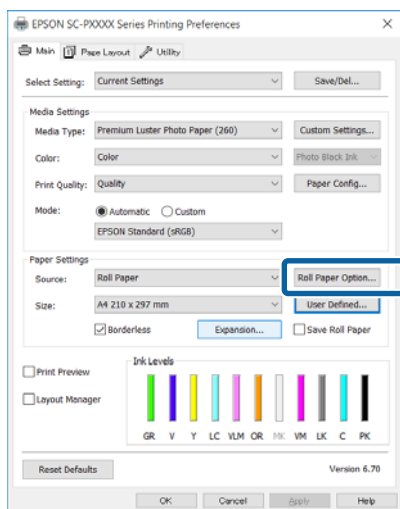 EPSON SC-PXXXX Series Printing Preferences
Main Page Layout Utility
Select Setting: Current Settings Save/Del...
Media Settings
Media Type: Premium Luster Photo Paper (260) Custom Settings...
Color: Color Photo Black Ink
Print Quality: Quality Paper Config...
Mode: Automatic Custom
EPSON Standard (sRGB)
Paper Settings
Source: Roll Paper Roll Paper Option...
Size: A4 210 x 297 mm User Defined...
Borderless Expansion... Save Roll Paper
Print Preview
Layout Manager
Ink Levels
GR V Y LC VLM OR MK VM LK C PK
Reset Defaults Version 6.70
OK Cancel Apply Help